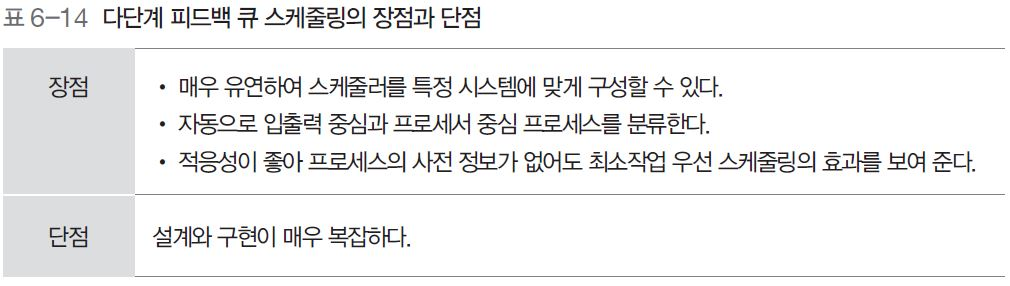 표 6-14 다단계 피드백 큐 스케줄링의 장점과 단점
장점
• 매우 유연하여 스케줄러를 특정 시스템에 맞게 구성할 수 있다.
• 자동으로 입출력 중심과 프로세서 중심 프로세스를 분류한다.
• 적응성이 좋아 프로세스의 사전 정보가 없어도 최소작업 우선 스케줄링의 효과를 보여 준다.
단점
설계와 구현이 매우 복잡하다.